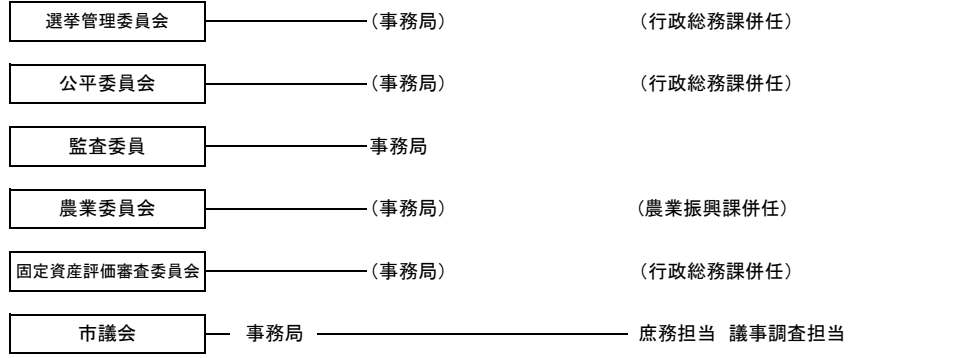 選挙管理委員会 （事務局） （行政総務課併任）
公平委員会 （事務局） （行政総務課併任）
監査委員 事務局
農業委員会 （事務局） （農業振興課併任）
固定資産評価審査委員会 （事務局） （行政総務課併任）
市議会 事務局 庶務担当 議事調査担当